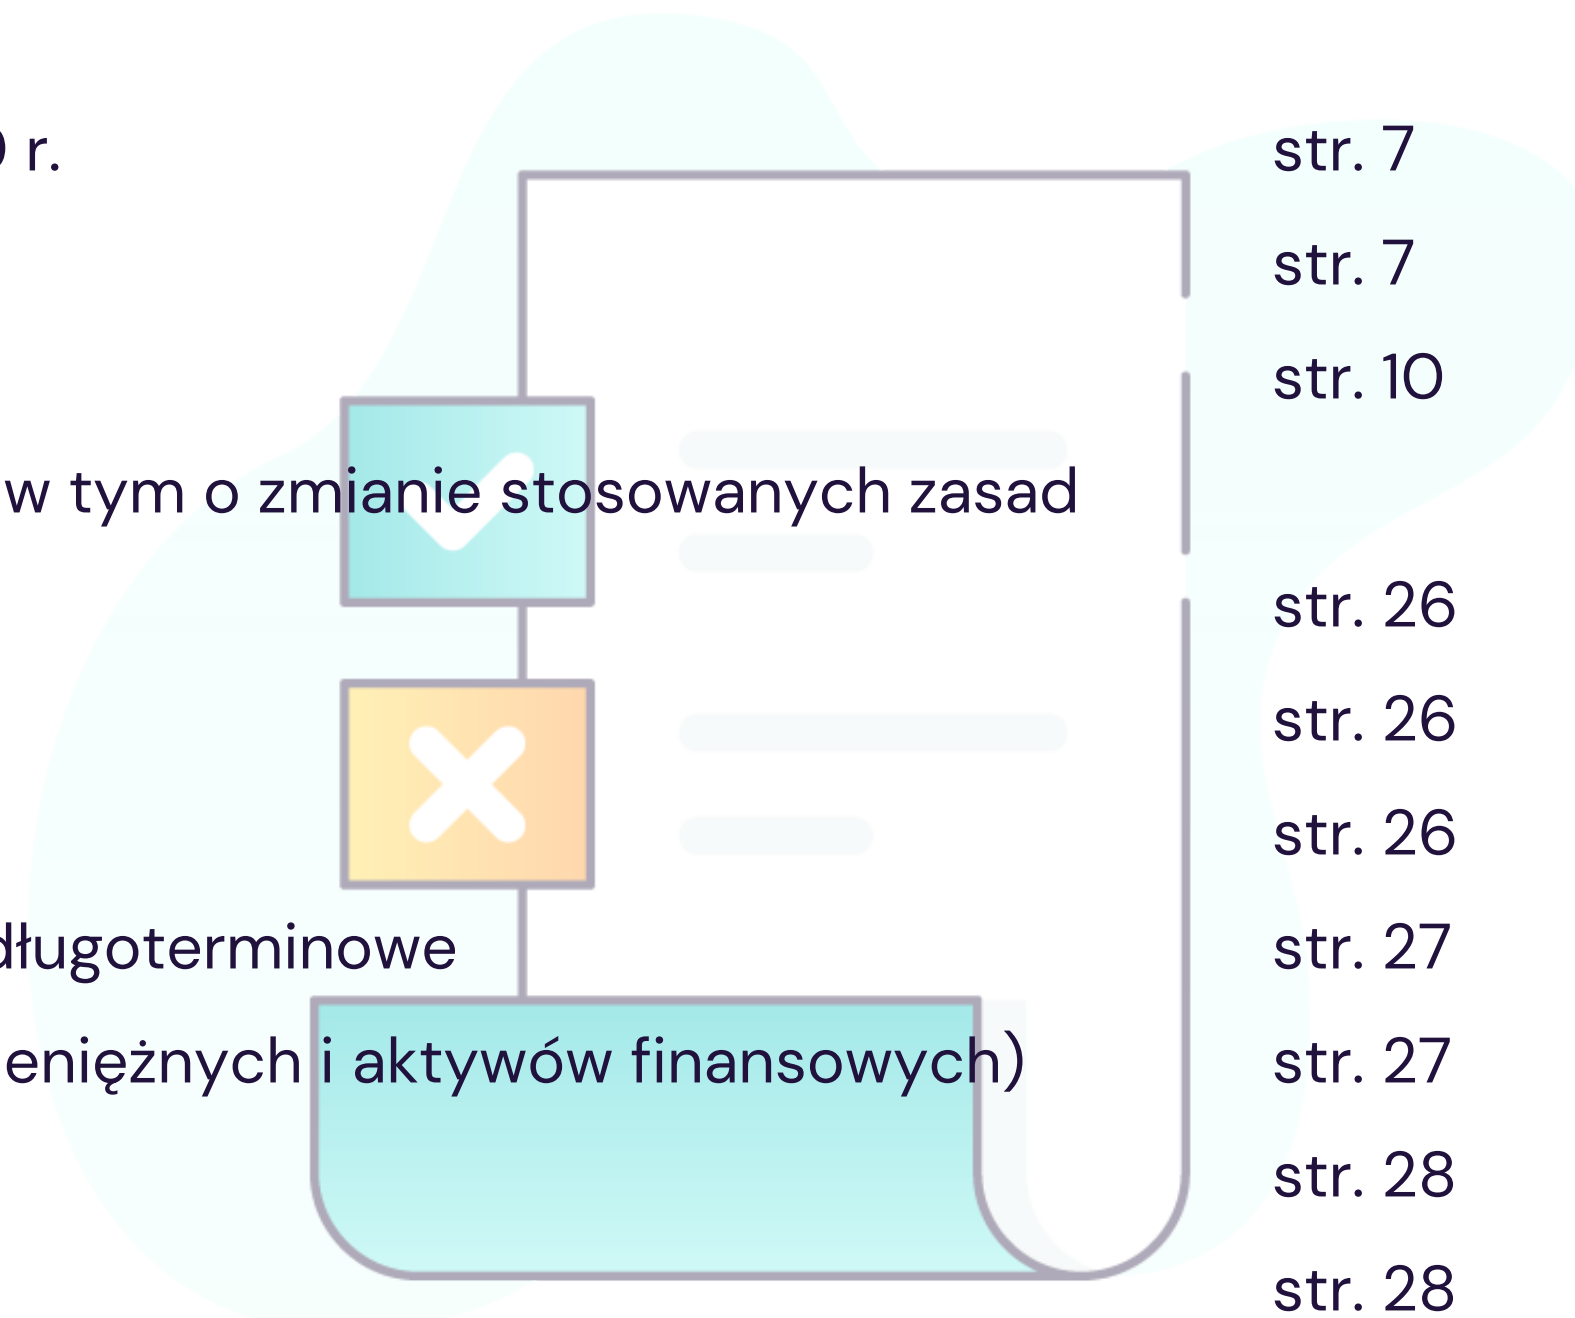 r. str. 7
str. 7
str. 10
w tym o zmianie stosowanych zasad
str. 26
str. 26
str. 26
długoterminowe str. 27
eniężnych i aktywów finansowych) str. 27
str. 28
str. 28